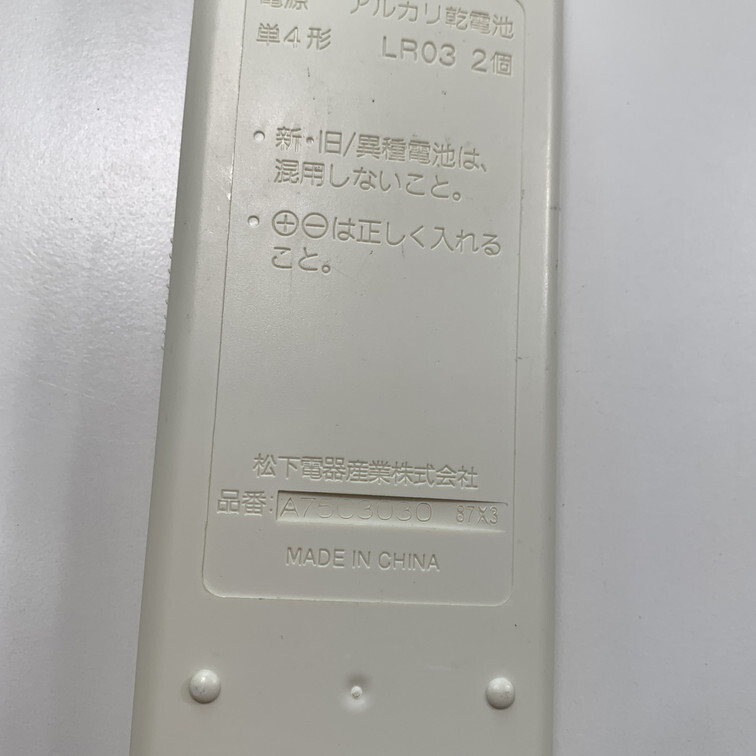 電源 アルカリ乾電池
単4形 LR03 2個
• 新・旧/異種電池は、
混用しないこと。
• ⊕⊖は正しく入れる
こと。
松下電器産業株式会社
品番: A75C3030
MADE IN CHINA